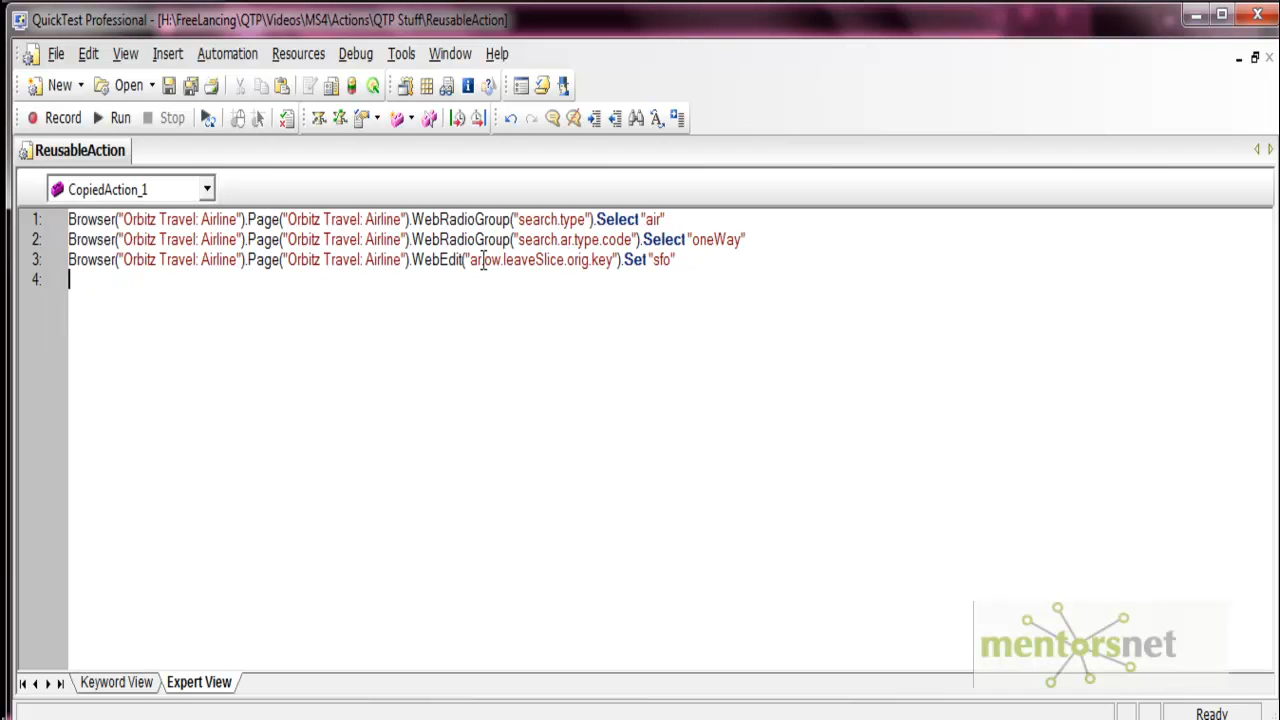 QuickTest Professional - [H:\FreeLancing\QTP\Videos\MS4\Actions\QTP Stuff\ReusableAction]
File Edit View Insert Automation Resources Debug Tools Window Help
New Open
Record Run Stop
ReusableAction
CopiedAction_1
1: Browser("Orbitz Travel: Airline").Page("Orbitz Travel: Airline").WebRadioGroup("search.type").Select "air"
2: Browser("Orbitz Travel: Airline").Page("Orbitz Travel: Airline").WebRadioGroup("search.ar.type.code").Select "oneWay"
3: Browser("Orbitz Travel: Airline").Page("Orbitz Travel: Airline").WebEdit("ar.ow.leaveSlice.orig.key").Set "sfo"
4:
mentorsnet
Keyword View Expert View
Ready